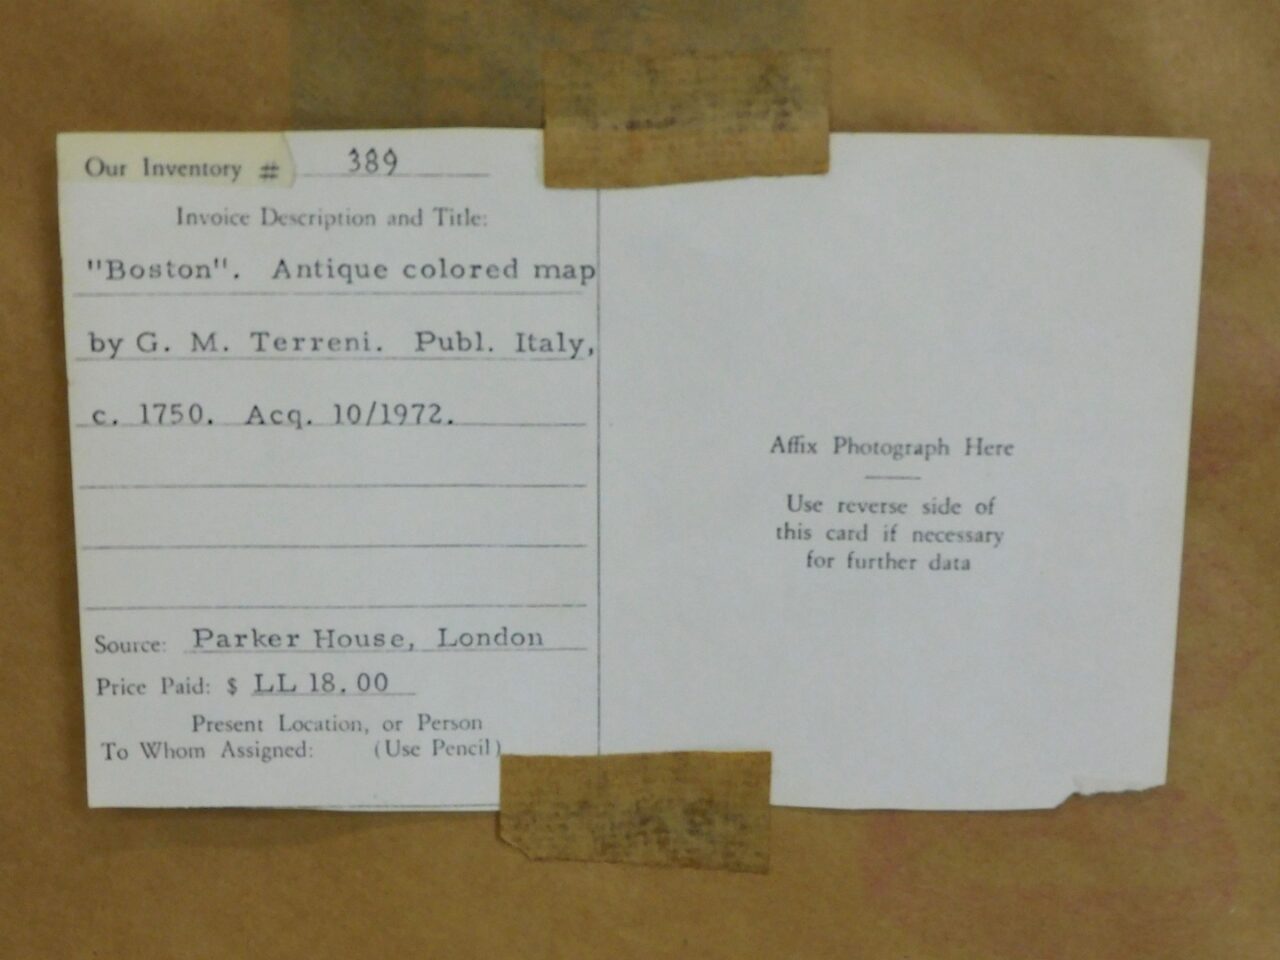 Our Inventory # 389
Invoice Description and Title:
"Boston". Antique colored map
by G. M. Terreni. Publ. Italy,
c. 1750. Acq. 10/1972.
Source: Parker House, London
Price Paid: $ LL 18.00
Present Location, or Person
To Whom Assigned: (Use Pencil)
Affix Photograph Here
Use reverse side of
this card if necessary
for further data